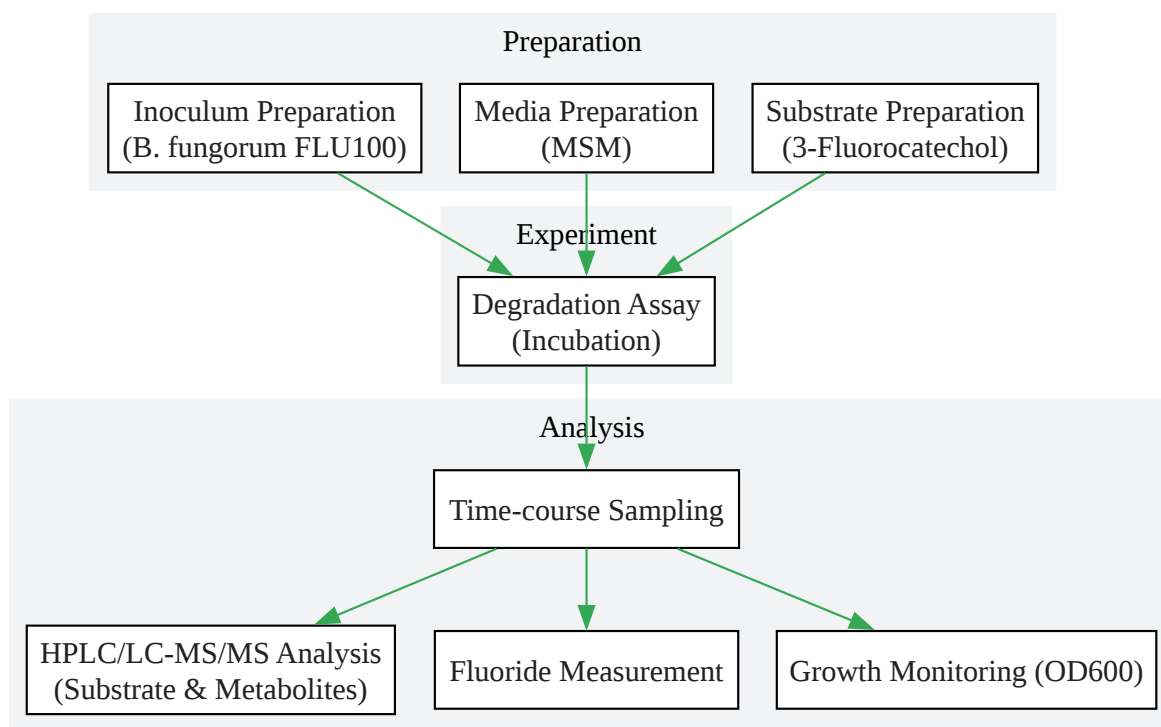 Preparation
Inoculum Preparation
(B. fungorum FLU100)
Media Preparation
(MSM)
Substrate Preparation
(3-Fluorocatechol)
Experiment
Degradation Assay
(Incubation)
Analysis
Time-course Sampling
HPLC/LC-MS/MS Analysis
(Substrate & Metabolites)
Fluoride Measurement
Growth Monitoring (OD600)